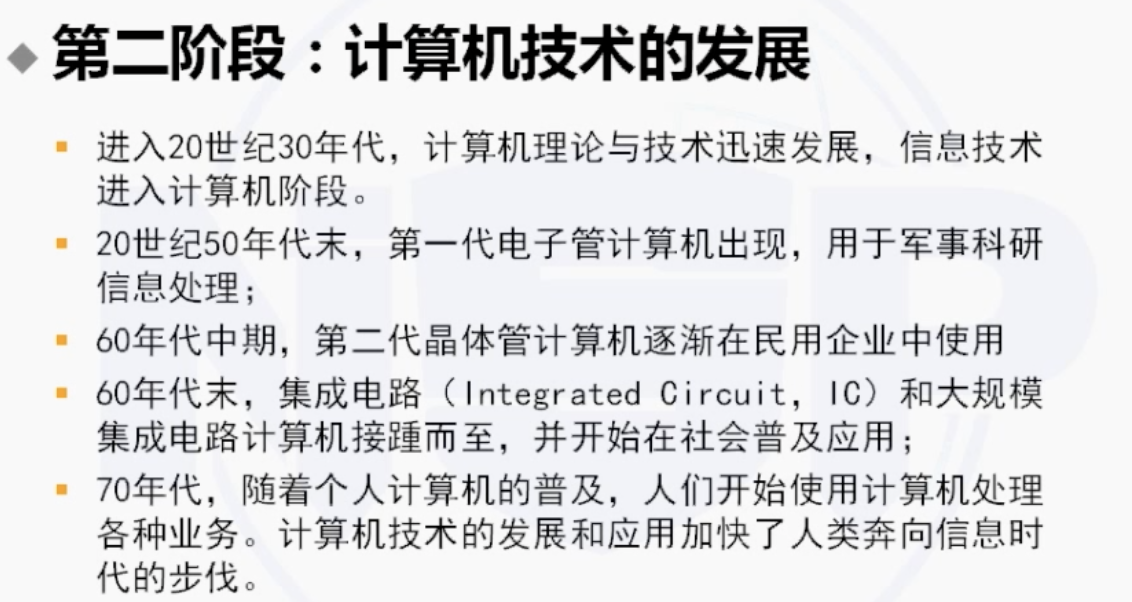 第二阶段：计算机技术的发展
进入20世纪30年代，计算机理论与技术迅速发展，信息技术
进入计算机阶段。
20世纪50年代末，第一代电子管计算机出现，用于军事科研
信息处理；
60年代中期，第二代晶体管计算机逐渐在民用企业中使用
60年代末，集成电路（Integrated Circuit，IC）和大规模
集成电路计算机接踵而至，并开始在社会普及应用；
70年代，随着个人计算机的普及，人们开始使用计算机处理
各种业务。计算机技术的发展和应用加快了人类奔向信息时
代的步伐。